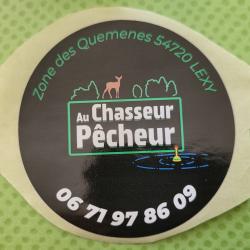 Zone des Quemenes 54720 LEXY
Au Chasseur
Pêcheur
06 71 97 86 09